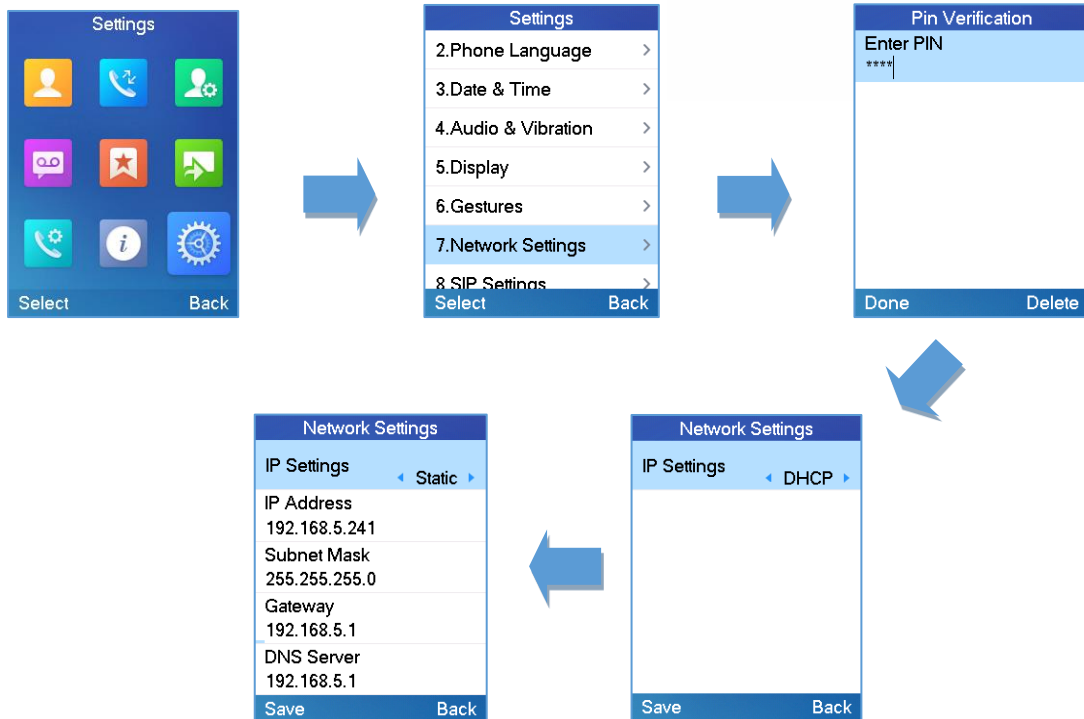 Settings
Select Back
Settings
2.Phone Language
3.Date & Time
4.Audio & Vibration
5.Display
6.Gestures
7.Network Settings
8 SIP Settings
Select Back
Pin Verification
Enter PIN
****
Done Delete
Network Settings
IP Settings
Static
IP Address
192.168.5.241
Subnet Mask
255.255.255.0
Gateway
192.168.5.1
DNS Server
192.168.5.1
Save Back
Network Settings
IP Settings
DHCP
Save Back